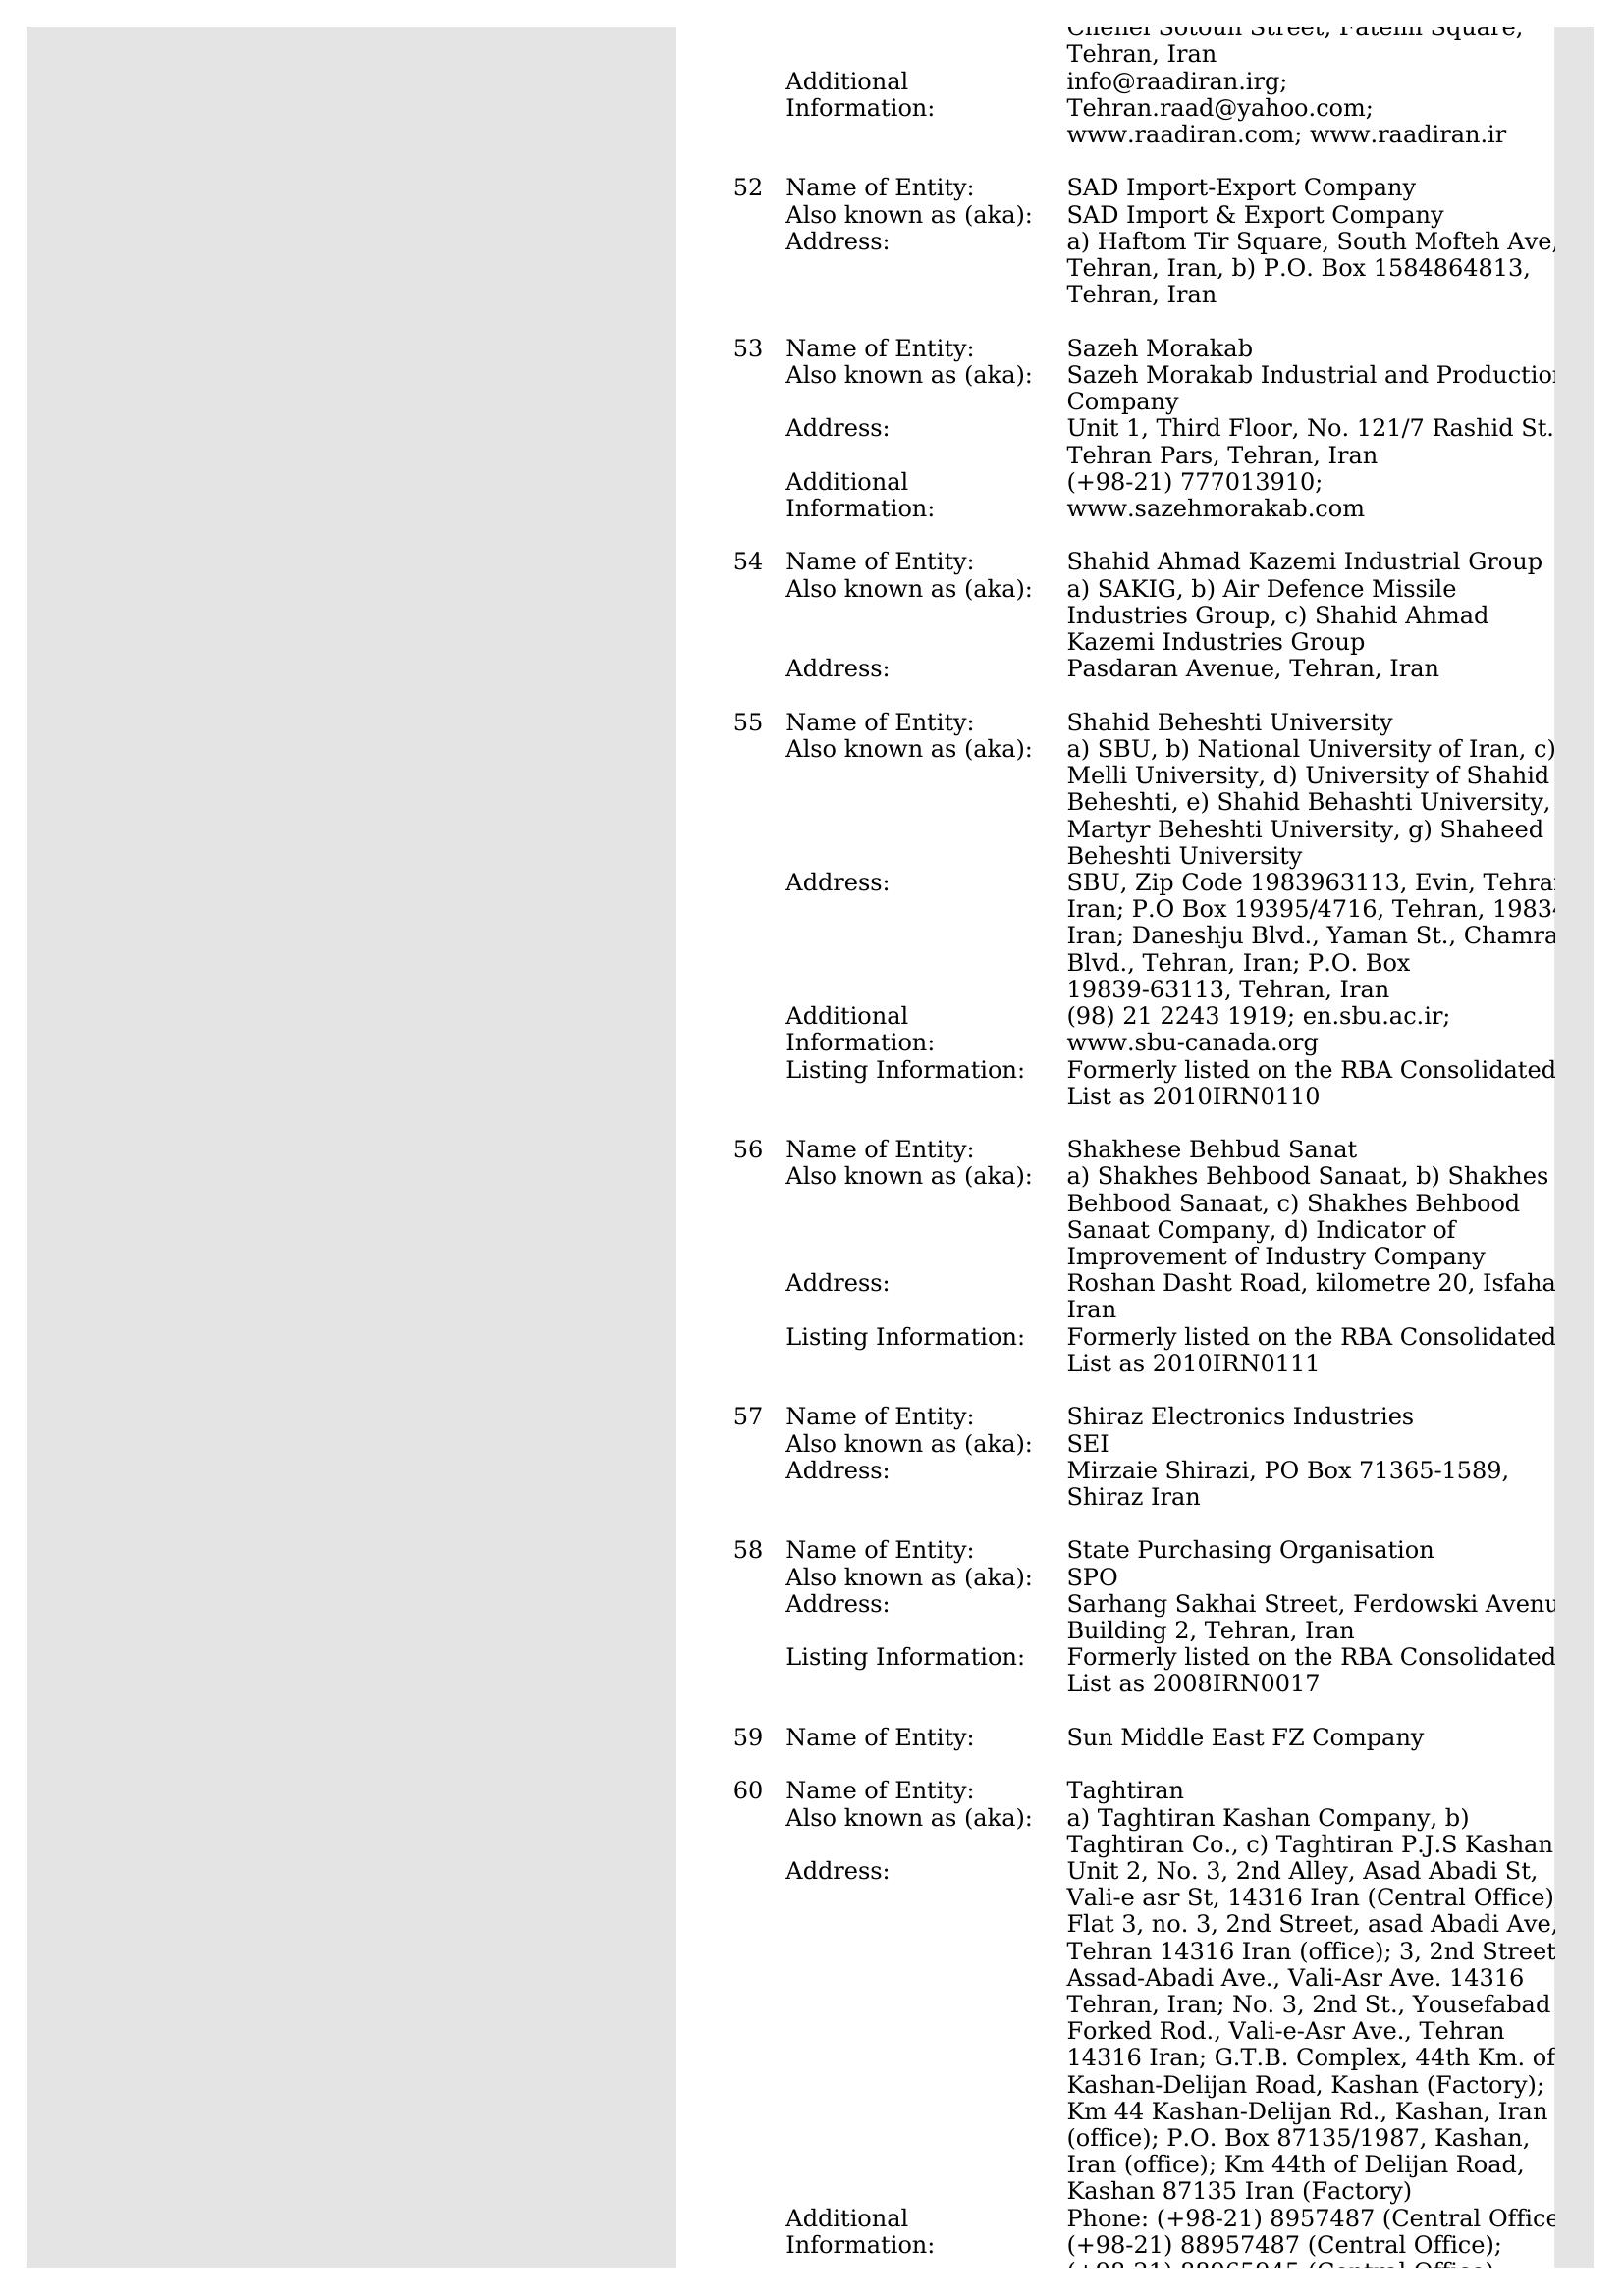 Chehel Sotoun Street, Fatemi Square,
Tehran, Iran
Additional info@raadiran.irg;
Information: Tehran.raad@yahoo.com;
www.raadiran.com; www.raadiran.ir
52 Name of Entity: SAD Import-Export Company
Also known as (aka): SAD Import & Export Company
Address: a) Haftom Tir Square, South Mofteh Ave,
Tehran, Iran, b) P.O. Box 1584864813,
Tehran, Iran
53 Name of Entity: Sazeh Morakab
Also known as (aka): Sazeh Morakab Industrial and Production
Company
Address: Unit 1, Third Floor, No. 121/7 Rashid St.
Tehran Pars, Tehran, Iran
Additional (+98-21) 777013910;
Information: www.sazehmorakab.com
54 Name of Entity: Shahid Ahmad Kazemi Industrial Group
Also known as (aka): a) SAKIG, b) Air Defence Missile
Industries Group, c) Shahid Ahmad
Kazemi Industries Group
Address: Pasdaran Avenue, Tehran, Iran
55 Name of Entity: Shahid Beheshti University
Also known as (aka): a) SBU, b) National University of Iran, c)
Melli University, d) University of Shahid
Beheshti, e) Shahid Behashti University,
Martyr Beheshti University, g) Shaheed
Beheshti University
Address: SBU, Zip Code 1983963113, Evin, Tehra
Iran; P.O Box 19395/4716, Tehran, 1983
Iran; Daneshju Blvd., Yaman St., Chamra
Blvd., Tehran, Iran; P.O. Box
19839-63113, Tehran, Iran
Additional (98) 21 2243 1919; en.sbu.ac.ir;
Information: www.sbu-canada.org
Listing Information: Formerly listed on the RBA Consolidated
List as 2010IRN0110
56 Name of Entity: Shakhese Behbud Sanat
Also known as (aka): a) Shakhes Behbood Sanaat, b) Shakhes
Behbood Sanaat, c) Shakhes Behbood
Sanaat Company, d) Indicator of
Improvement of Industry Company
Address: Roshan Dasht Road, kilometre 20, Isfaha
Iran
Listing Information: Formerly listed on the RBA Consolidated
List as 2010IRN0111
57 Name of Entity: Shiraz Electronics Industries
Also known as (aka): SEI
Address: Mirzaie Shirazi, PO Box 71365-1589,
Shiraz Iran
58 Name of Entity: State Purchasing Organisation
Also known as (aka): SPO
Address: Sarhang Sakhai Street, Ferdowski Avenu
Building 2, Tehran, Iran
Listing Information: Formerly listed on the RBA Consolidated
List as 2008IRN0017
59 Name of Entity: Sun Middle East FZ Company
60 Name of Entity: Taghtiran
Also known as (aka): a) Taghtiran Kashan Company, b)
Taghtiran Co., c) Taghtiran P.J.S Kashan
Address: Unit 2, No. 3, 2nd Alley, Asad Abadi St,
Vali-e asr St, 14316 Iran (Central Office)
Flat 3, no. 3, 2nd Street, asad Abadi Ave,
Tehran 14316 Iran (office); 3, 2nd Street
Assad-Abadi Ave., Vali-Asr Ave. 14316
Tehran, Iran; No. 3, 2nd St., Yousefabad
Forked Rod., Vali-e-Asr Ave., Tehran
14316 Iran; G.T.B. Complex, 44th Km. of
Kashan-Delijan Road, Kashan (Factory);
Km 44 Kashan-Delijan Rd., Kashan, Iran
(office); P.O. Box 87135/1987, Kashan,
Iran (office); Km 44th of Delijan Road,
Kashan 87135 Iran (Factory)
Additional Phone: (+98-21) 8957487 (Central Office
Information: (+98-21) 88957487 (Central Office);